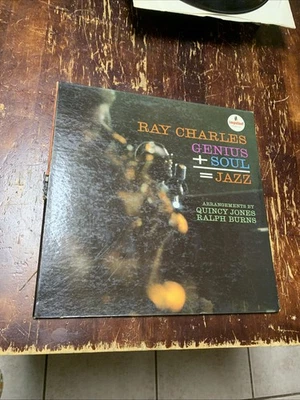 RAY CHARLES
GENIUS
+ SOUL
= JAZZ
ARRANGEMENTS BY
QUINCY JONES
RALPH BURNS